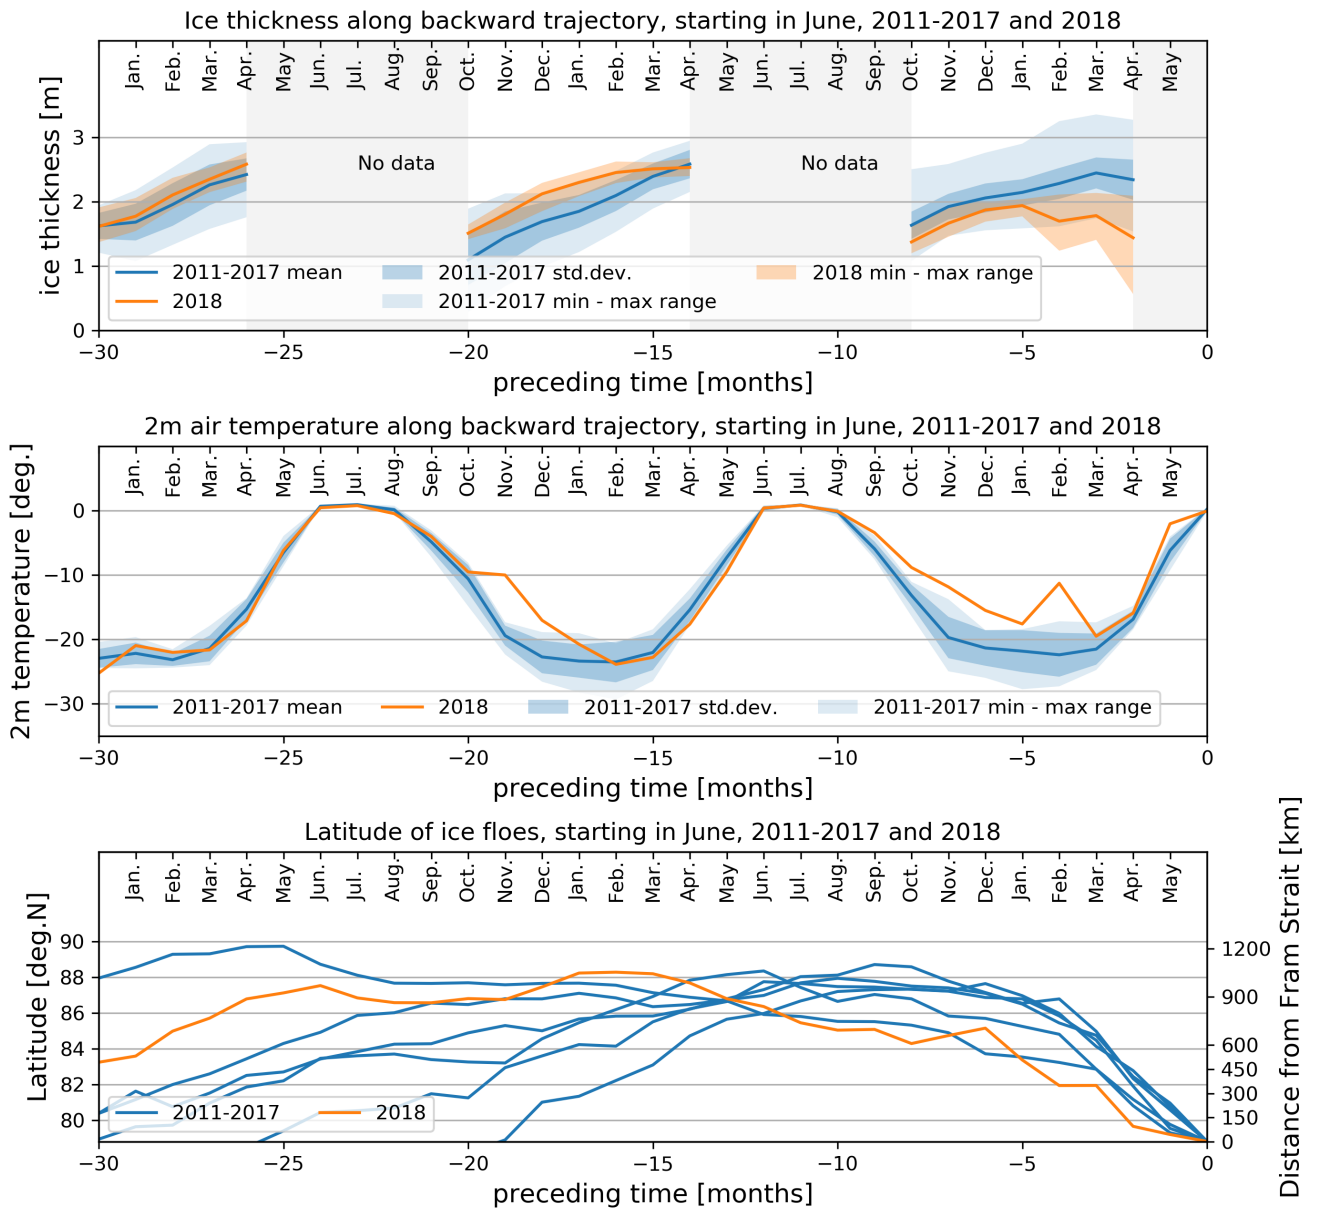 Ice thickness along backward trajectory, starting in June, 2011-2017 and 2018
Jan. Feb. Mar. Apr. May Jun. Jul. Aug. Sep. Oct. Nov. Dec. Jan. Feb. Mar. Apr. May Jun. Jul. Aug. Sep. Oct. Nov. Dec. Jan. Feb. Mar. Apr. May
ice thickness [m]
3
2
1
0
No data
No data
2011-2017 mean
2018
2011-2017 std.dev.
2011-2017 min - max range
2018 min - max range
−30 −25 −20 −15 −10 −5 0
preceding time [months]
2m air temperature along backward trajectory, starting in June, 2011-2017 and 2018
Jan. Feb. Mar. Apr. May Jun. Jul. Aug. Sep. Oct. Nov. Dec. Jan. Feb. Mar. Apr. May Jun. Jul. Aug. Sep. Oct. Nov. Dec. Jan. Feb. Mar. Apr. May
2m temperature [deg.]
0
−10
−20
−30
2011-2017 mean 2018 2011-2017 std.dev. 2011-2017 min - max range
−30 −25 −20 −15 −10 −5 0
preceding time [months]
Latitude of ice floes, starting in June, 2011-2017 and 2018
Jan. Feb. Mar. Apr. May Jun. Jul. Aug. Sep. Oct. Nov. Dec. Jan. Feb. Mar. Apr. May Jun. Jul. Aug. Sep. Oct. Nov. Dec. Jan. Feb. Mar. Apr. May
Latitude [deg.N]
90
88
86
84
82
80
2011-2017 2018
1200
900
600
450
300
150
0
Distance from Fram Strait [km]
−30 −25 −20 −15 −10 −5 0
preceding time [months]